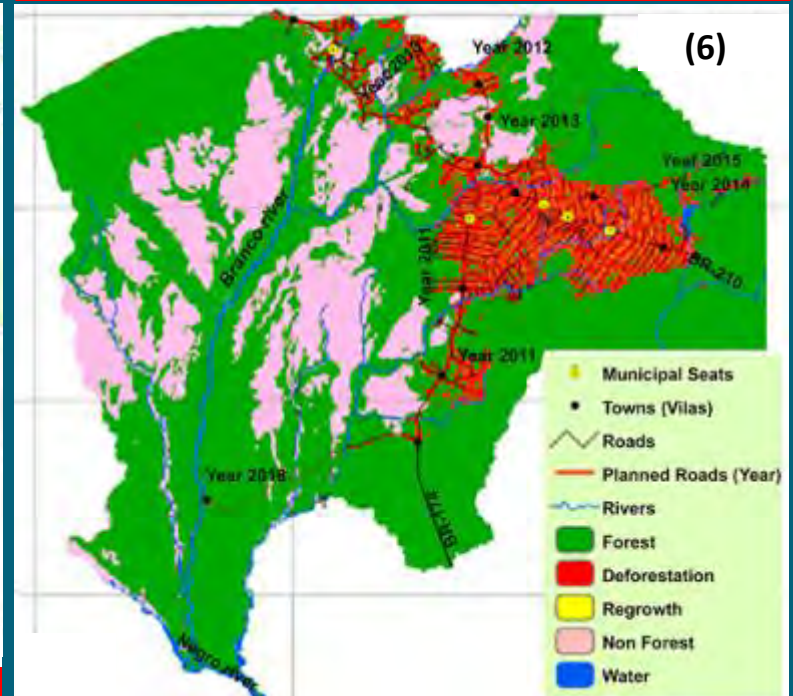 (6)
Year 2012
Year 2013
Year 2015
Year 2014
Branco river
Year 2011
BR-210
Year 2011
Year 2018
BR-174
Negro river
Municipal Seats
Towns (Vilas)
Roads
Planned Roads (Year)
Rivers
Forest
Deforestation
Regrowth
Non Forest
Water